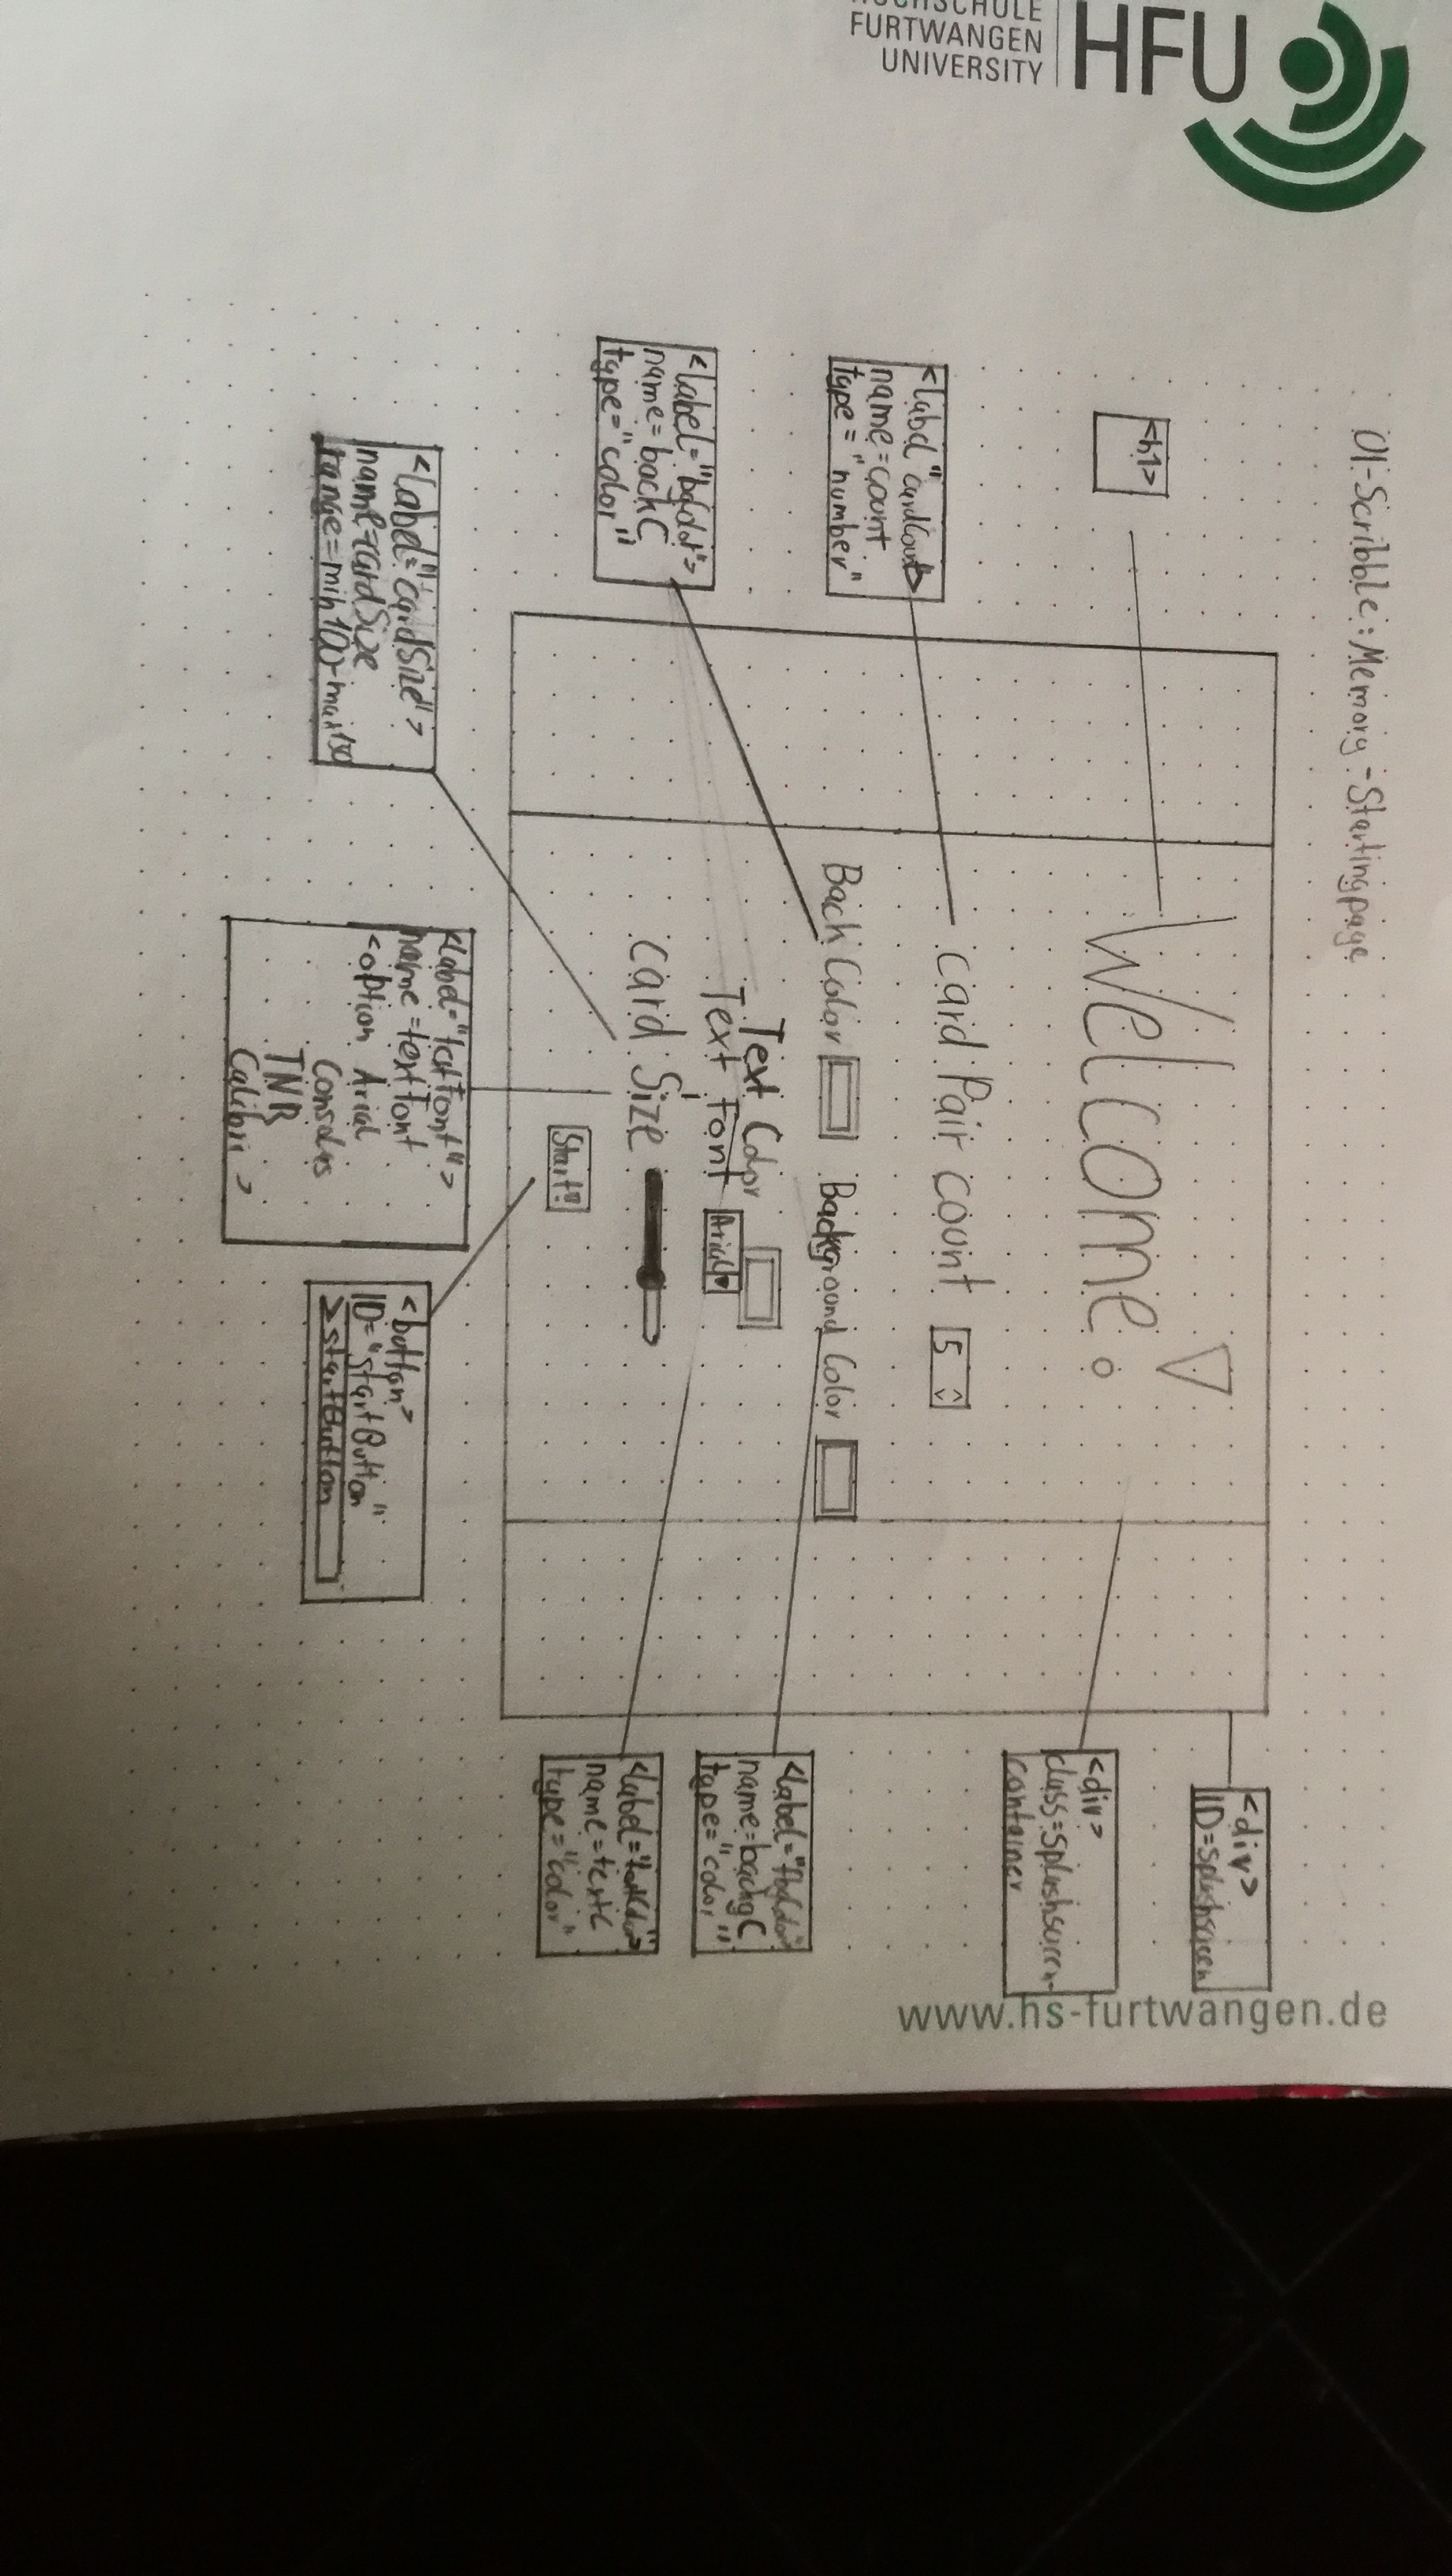 01-Scribble: Memory-Startingpage
HFU
HOCHSCHULE
FURTWANGEN
UNIVERSITY
www.hs-furtwangen.de
<div>
ID=splashscreen
<h1>
Welcome!
<div>
class=splashscreen-
container
card Pair count 5
<label "cardCount>
name=count
type="number"
Back Color
Background Color
<label=
name=backgC
type="color"
Text Color
Text Font Arial
card Size
Start!!
<label="bgColor">
name=backC
type="color"
<label="textColor">
name=textC
type="color"
<label="cardSize">
name=cardSize
range=min100-max150
<label="textFont">
name=textFont
<option Arial
Consolas
TNR
Calibri >
<button>
ID="startButton"
>startButton